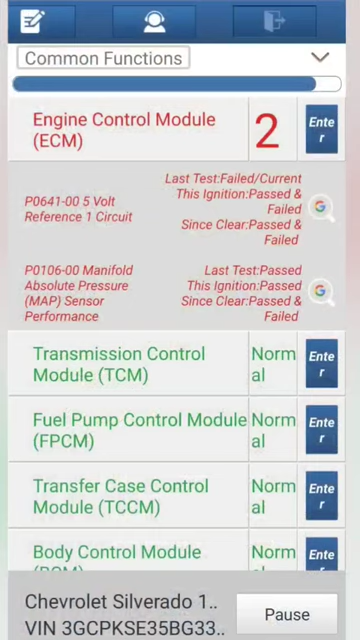 Common Functions
Engine Control Module
(ECM)
2
Ente
r
P0641-00 5 Volt
Reference 1 Circuit
Last Test:Failed/Current
This Ignition:Passed &
Failed
Since Clear:Passed &
Failed
P0106-00 Manifold
Absolute Pressure
(MAP) Sensor
Performance
Last Test:Passed
This Ignition:Passed
Since Clear:Passed &
Failed
Transmission Control
Module (TCM)
Norm
al
Ente
r
Fuel Pump Control Module
(FPCM)
Norm
al
Ente
r
Transfer Case Control
Module (TCCM)
Norm
al
Ente
r
Body Control Module
(BCM)
Norm
al
Ente
r
Chevrolet Silverado 1..
VIN 3GCPKSE35BG33..
Pause